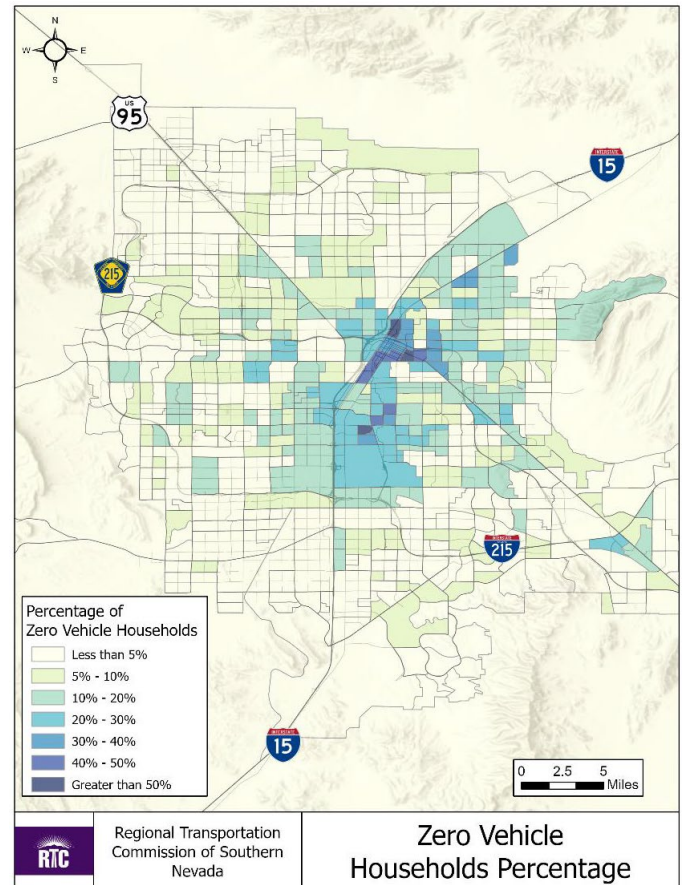 N
W
E
S
US
95
INTERSTATE
15
215
INTERSTATE
215
Percentage of
Zero Vehicle Households
Less than 5%
5% - 10%
10% - 20%
20% - 30%
30% - 40%
40% - 50%
Greater than 50%
INTERSTATE
15
0 2.5 5
Miles
RTC
Regional Transportation
Commission of Southern
Nevada
Zero Vehicle
Households Percentage